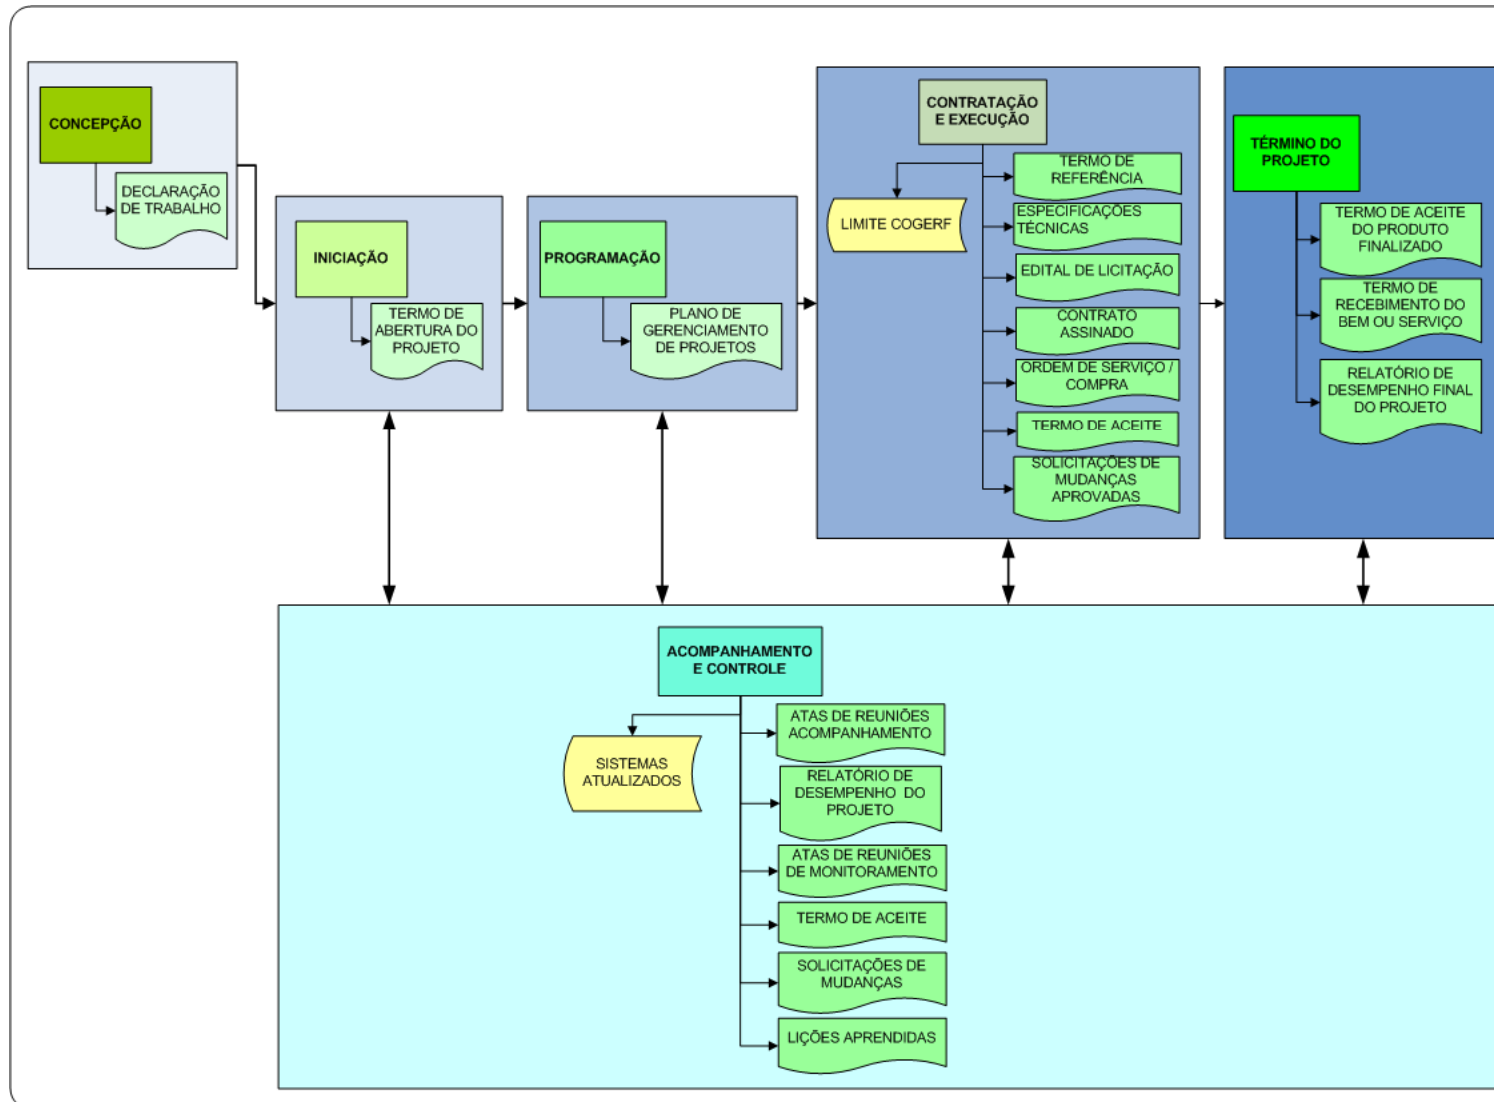 CONCEPÇÃO
DECLARAÇÃO
DE TRABALHO
INICIAÇÃO
TERMO DE
ABERTURA DO
PROJETO
PROGRAMAÇÃO
PLANO DE
GERENCIAMENTO
DE PROJETOS
CONTRATAÇÃO
E EXECUÇÃO
LIMITE COGERF
TERMO DE
REFERÊNCIA
ESPECIFICAÇÕES
TÉCNICAS
EDITAL DE LICITAÇÃO
CONTRATO
ASSINADO
ORDEM DE SERVIÇO /
COMPRA
TERMO DE ACEITE
SOLICITAÇÕES DE
MUDANÇAS
APROVADAS
TÉRMINO DO
PROJETO
TERMO DE ACEITE
DO PRODUTO
FINALIZADO
TERMO DE
RECEBIMENTO DO
BEM OU SERVIÇO
RELATÓRIO DE
DESEMPENHO FINAL
DO PROJETO
ACOMPANHAMENTO
E CONTROLE
SISTEMAS
ATUALIZADOS
ATAS DE REUNIÕES
ACOMPANHAMENTO
RELATÓRIO DE
DESEMPENHO DO
PROJETO
ATAS DE REUNIÕES
DE MONITORAMENTO
TERMO DE ACEITE
SOLICITAÇÕES DE
MUDANÇAS
LIÇÕES APRENDIDAS